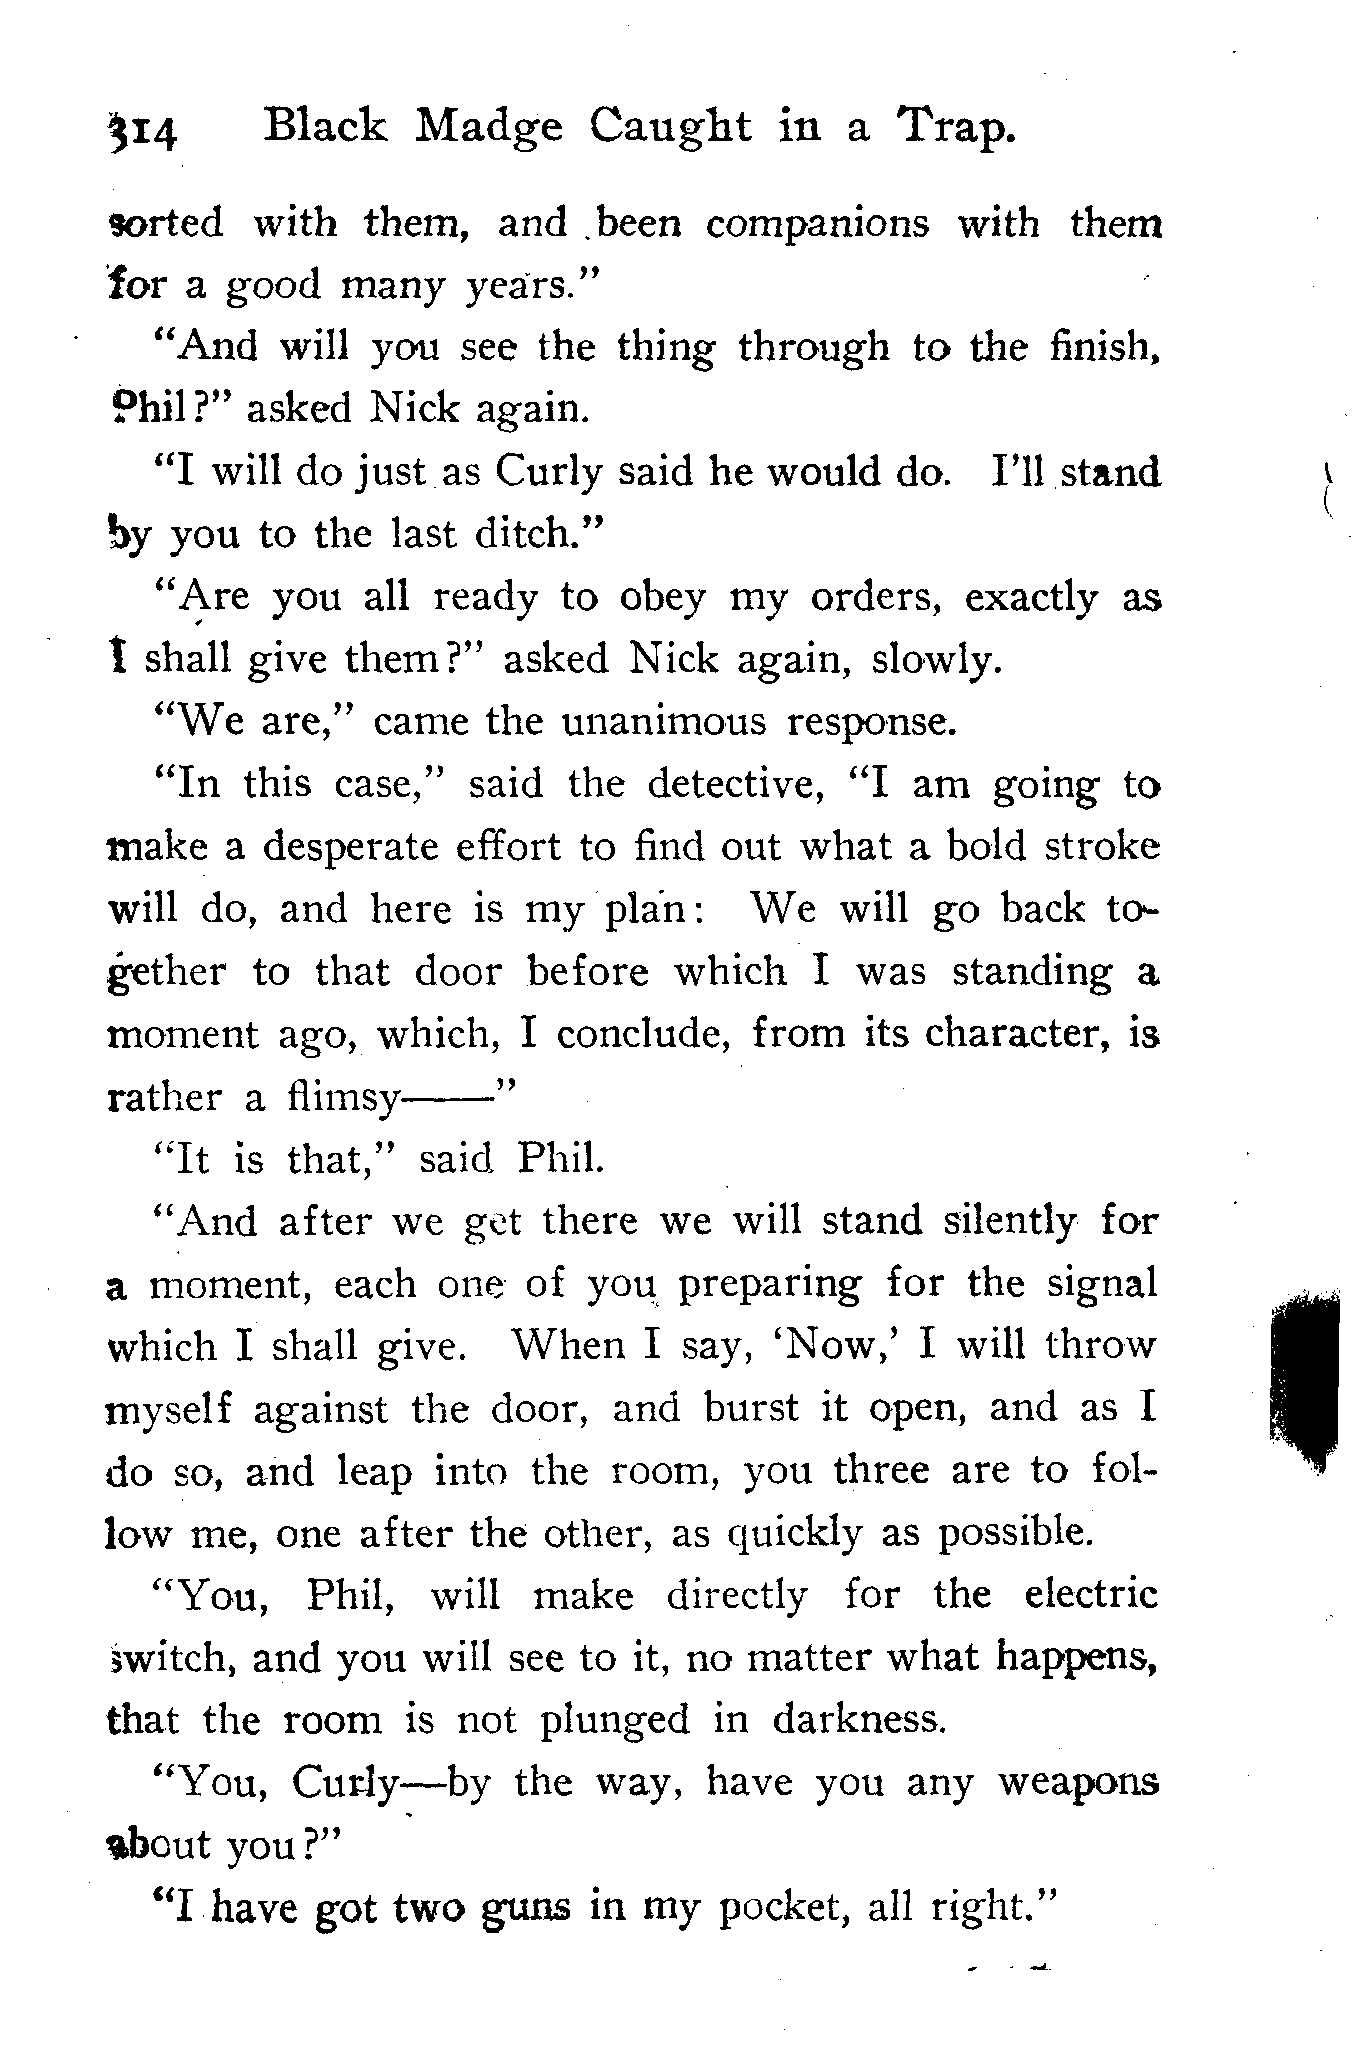 314 Black Madge Caught in a Trap.
sorted with them, and been companions with them
for a good many years."
"And will you see the thing through to the finish,
Phil?" asked Nick again.
"I will do just as Curly said he would do. I'll stand
by you to the last ditch."
"Are you all ready to obey my orders, exactly as
I shall give them?" asked Nick again, slowly.
"We are," came the unanimous response.
"In this case," said the detective, "I am going to
make a desperate effort to find out what a bold stroke
will do, and here is my plan: We will go back to-
gether to that door before which I was standing a
moment ago, which, I conclude, from its character, is
rather a flimsy——"
"It is that," said Phil.
"And after we get there we will stand silently for
a moment, each one of you preparing for the signal
which I shall give. When I say, 'Now,' I will throw
myself against the door, and burst it open, and as I
do so, and leap into the room, you three are to fol-
low me, one after the other, as quickly as possible.
"You, Phil, will make directly for the electric
switch, and you will see to it, no matter what happens,
that the room is not plunged in darkness.
"You, Curly—by the way, have you any weapons
about you?"
"I have got two guns in my pocket, all right."